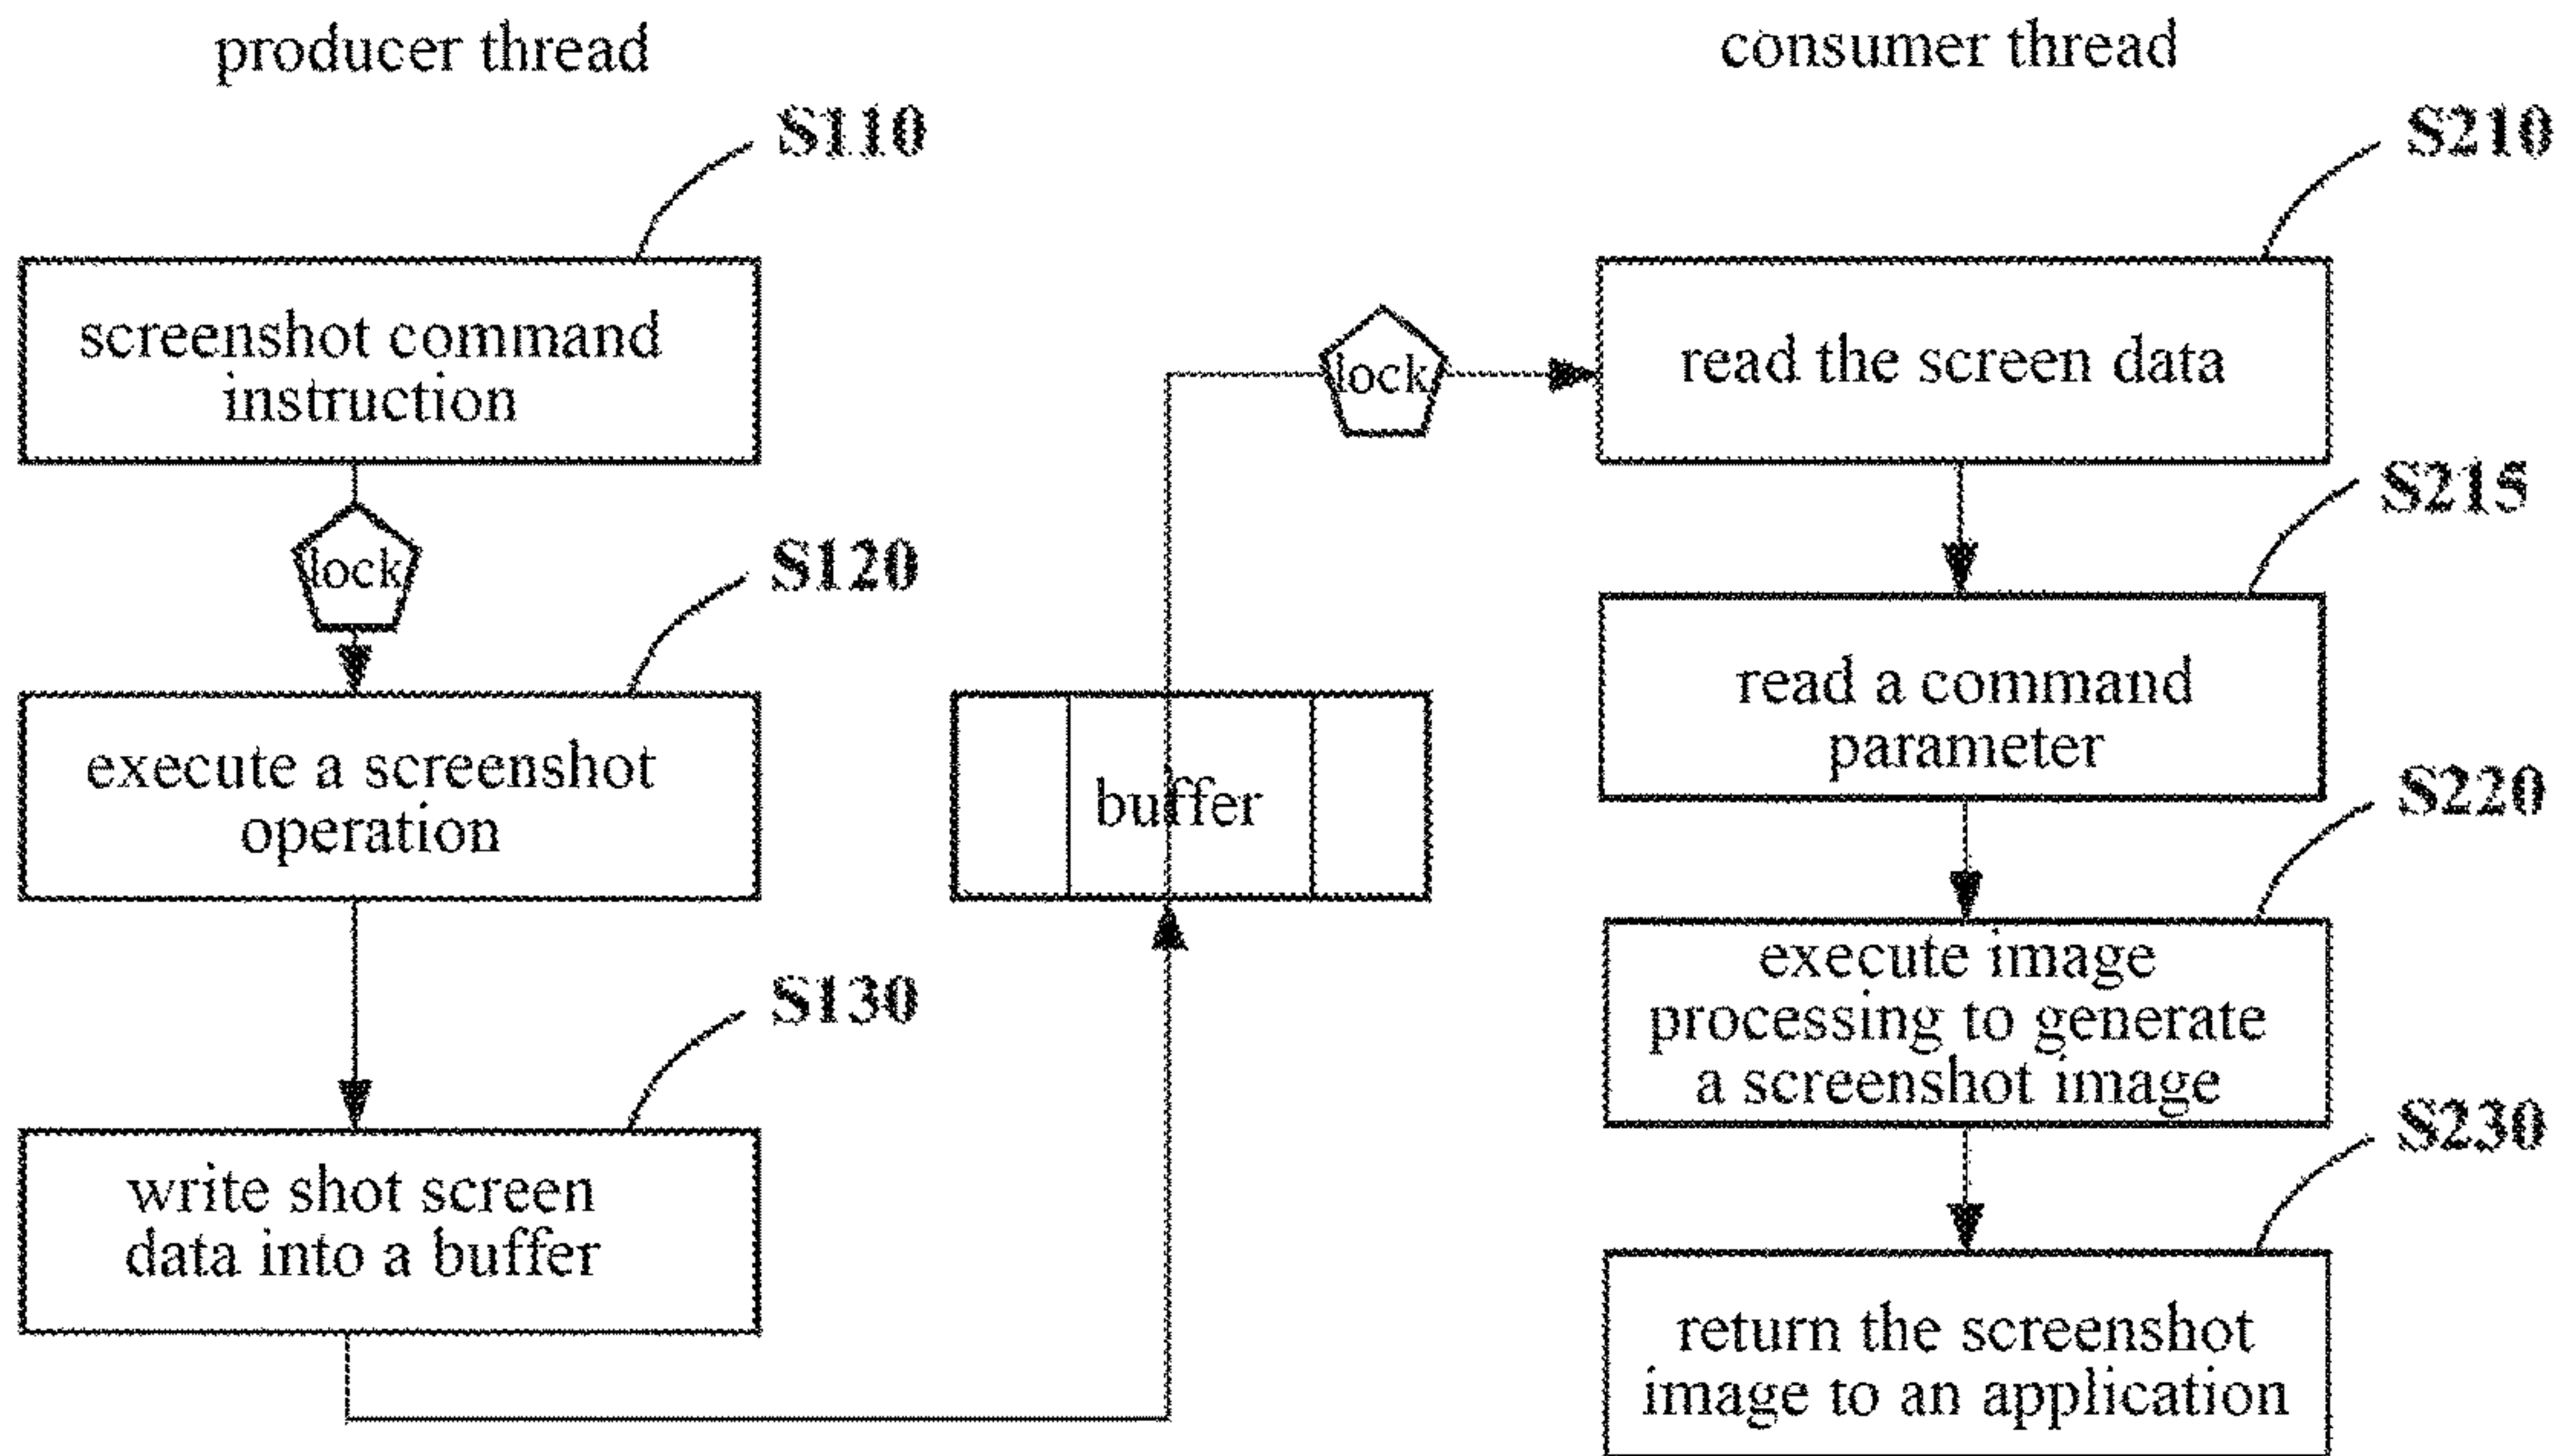 producer thread
S110
screenshot command
instruction
lock
S120
execute a screenshot
operation
S130
write shot screen
data into a buffer
buffer
lock
consumer thread
S210
read the screen data
S215
read a command
parameter
S220
execute image
processing to generate
a screenshot image
S230
return the screenshot
image to an application